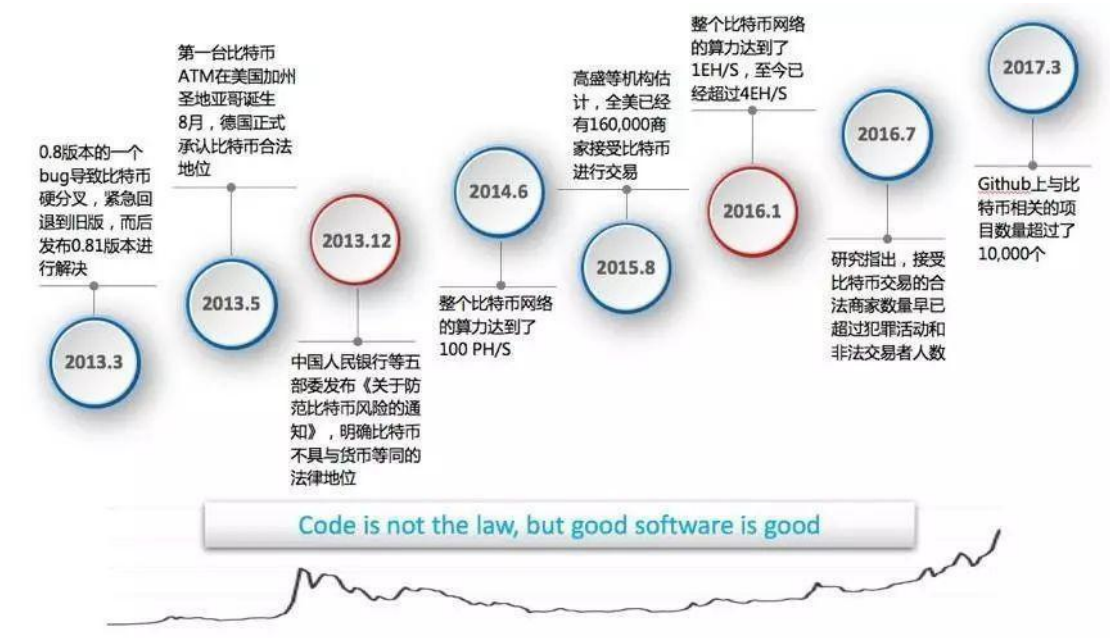 0.8版本的一个
bug导致比特币
硬分叉，紧急回
退到旧版，而后
发布0.81版本进
行解决
2013.3
第一台比特币
ATM在美国加州
圣地亚哥诞生
8月，德国正式
承认比特币合法
地位
2013.5
2013.12
中国人民银行等五
部委发布《关于防
范比特币风险的通
知》，明确比特币
不具与货币等同的
法律地位
2014.6
整个比特币网络
的算力达到了
100 PH/S
高盛等机构估
计，全美已经
有160,000商
家接受比特币
进行交易
2015.8
整个比特币网络
的算力达到了
1EH/S，至今已
经超过4EH/S
2016.1
2016.7
研究指出，接受
比特币交易的合
法商家数量早已
超过犯罪活动和
非法交易者人数
2017.3
Github上与比
特币相关的项
目数量超过了
10,000个
Code is not the law, but good software is good